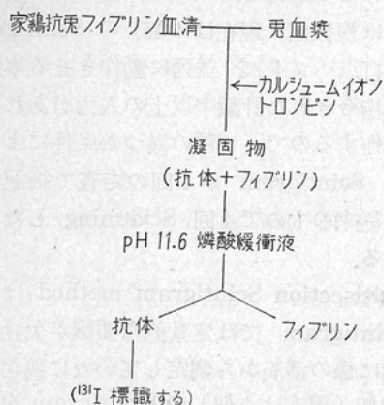 家鶏抗兎フィブリン血清 兎血漿
カルシュームイオン
トロンビン
凝固物
(抗体+フィブリン)
pH 11.6 燐酸緩衝液
抗体 フィブリン
(¹³¹I 標識する)